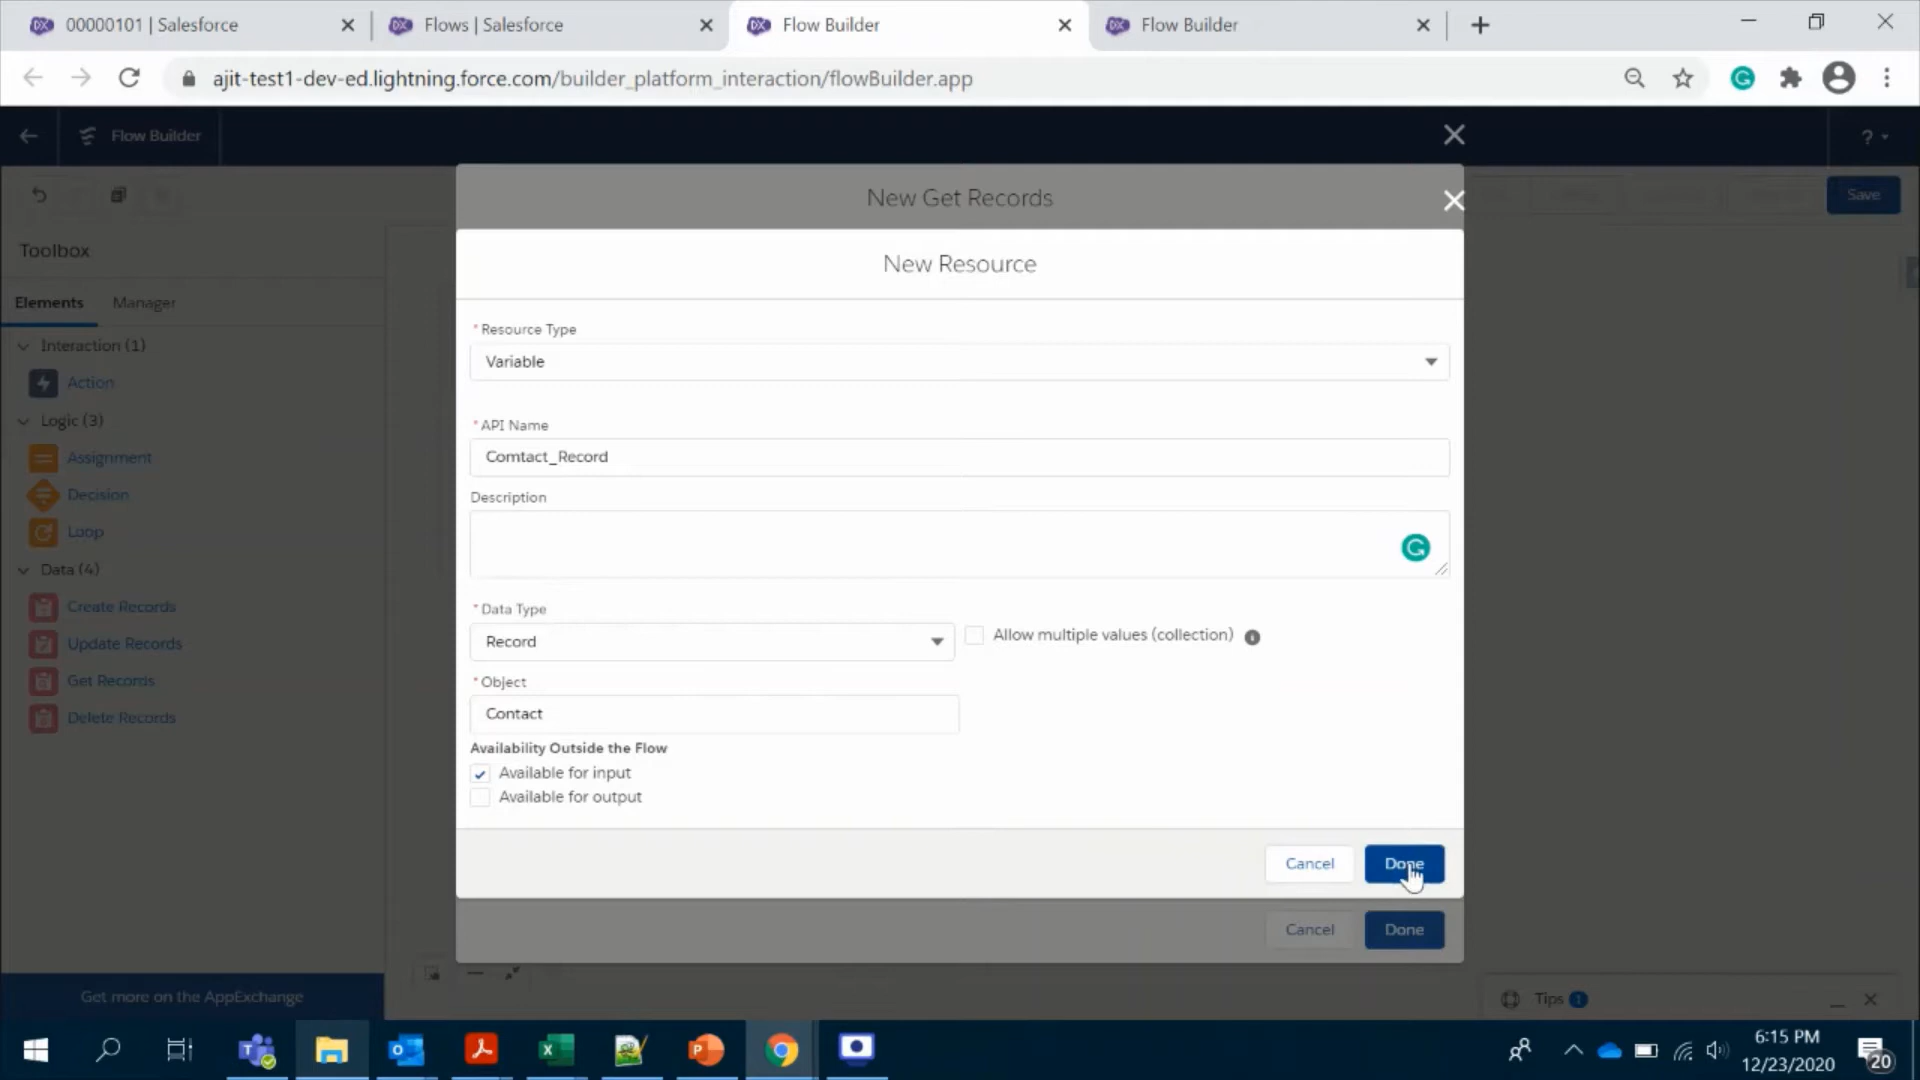 00000101 | Salesforce
Flows | Salesforce
Flow Builder
Flow Builder
ajit-test1-dev-ed.lightning.force.com/builder_platform_interaction/flowBuilder.app
Flow Builder
?
New Get Records
Save
Toolbox
New Resource
Elements
Manager
Interaction (1)
Action
Logic (3)
Assignment
Decision
Loop
Data (4)
Create Records
Update Records
Get Records
Delete Records
* Resource Type
Variable
* API Name
Comtact_Record
Description
* Data Type
Record
Allow multiple values (collection)
* Object
Contact
Availability Outside the Flow
Available for input
Available for output
Cancel
Done
Cancel
Done
Get more on the AppExchange
Tips 1
6:15 PM
12/23/2020
20